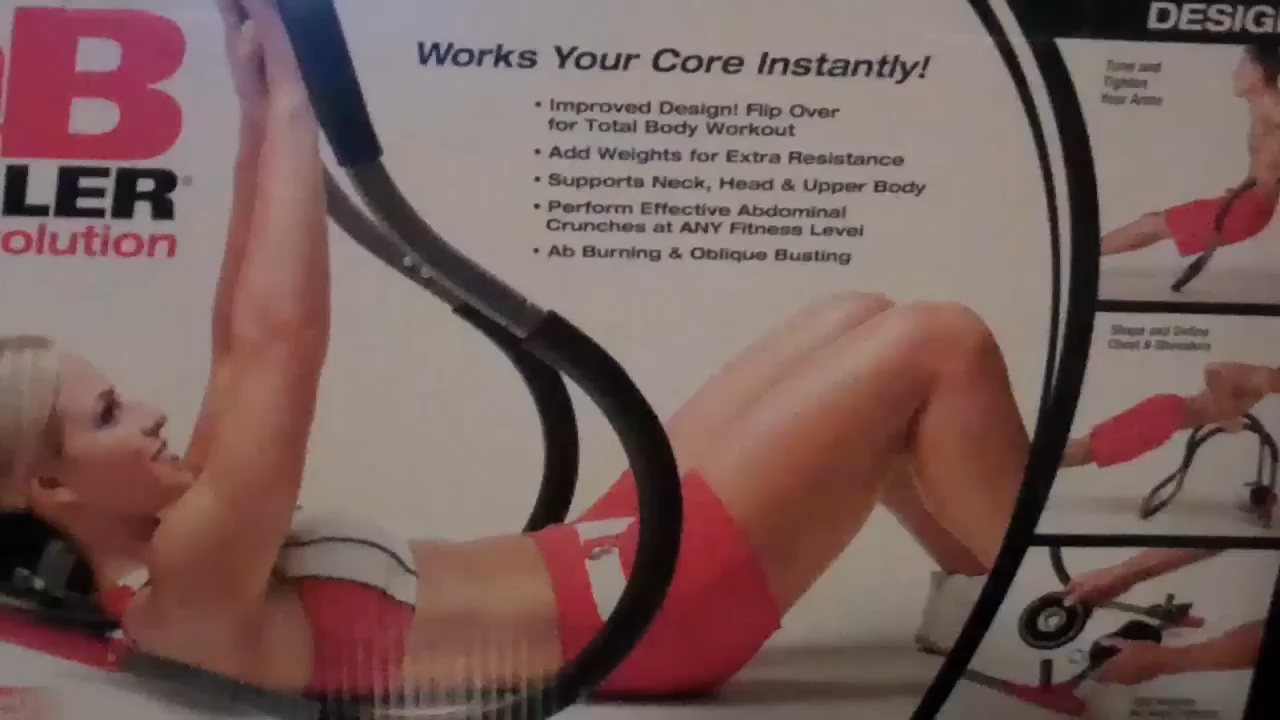 B
LER®
olution
Works Your Core Instantly!
• Improved Design! Flip Over
for Total Body Workout
• Add Weights for Extra Resistance
• Supports Neck, Head & Upper Body
• Perform Effective Abdominal
Crunches at ANY Fitness Level
• Ab Burning & Oblique Busting
DESIG
Tone and
Tighten
Your Arms
Shape and Define
Chest & Shoulders